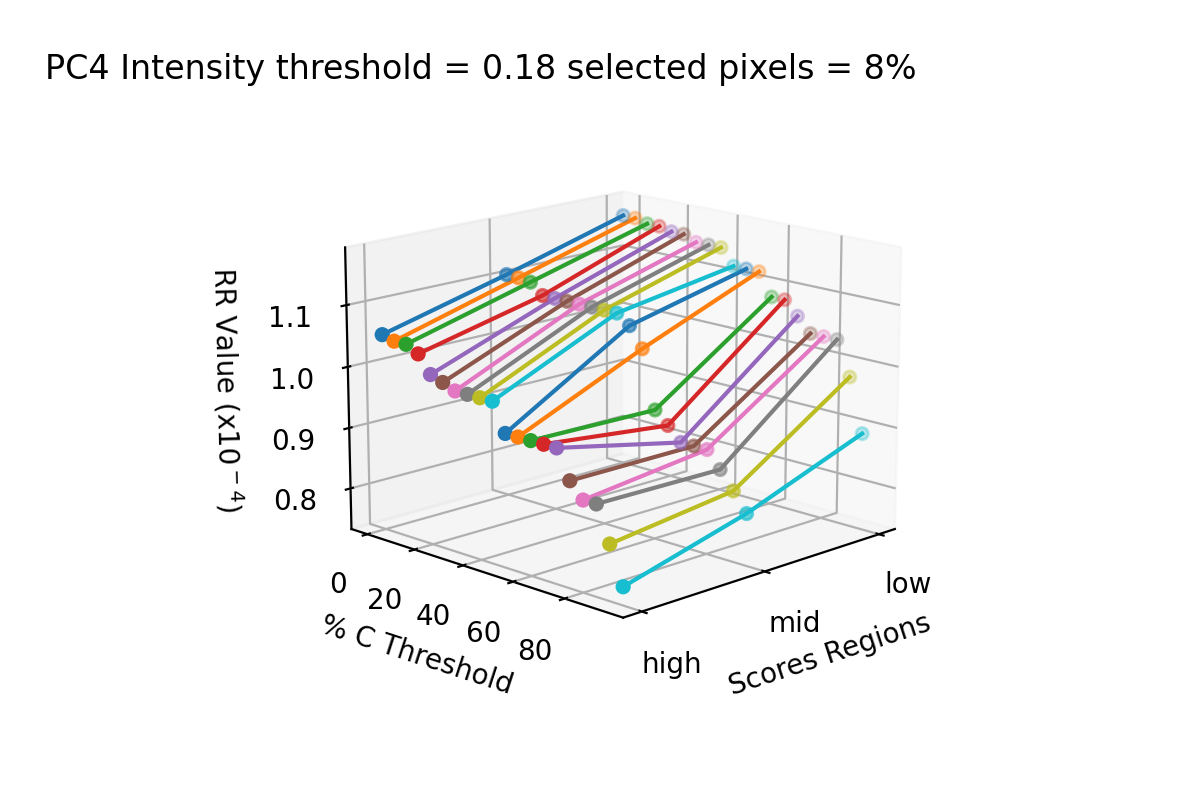 PC4 Intensity threshold = 0.18 selected pixels = 8%
RR Value (x10⁻⁴)
1.1
1.0
0.9
0.8
0
20
40
60
80
% C Threshold
high
mid
low
Scores Regions